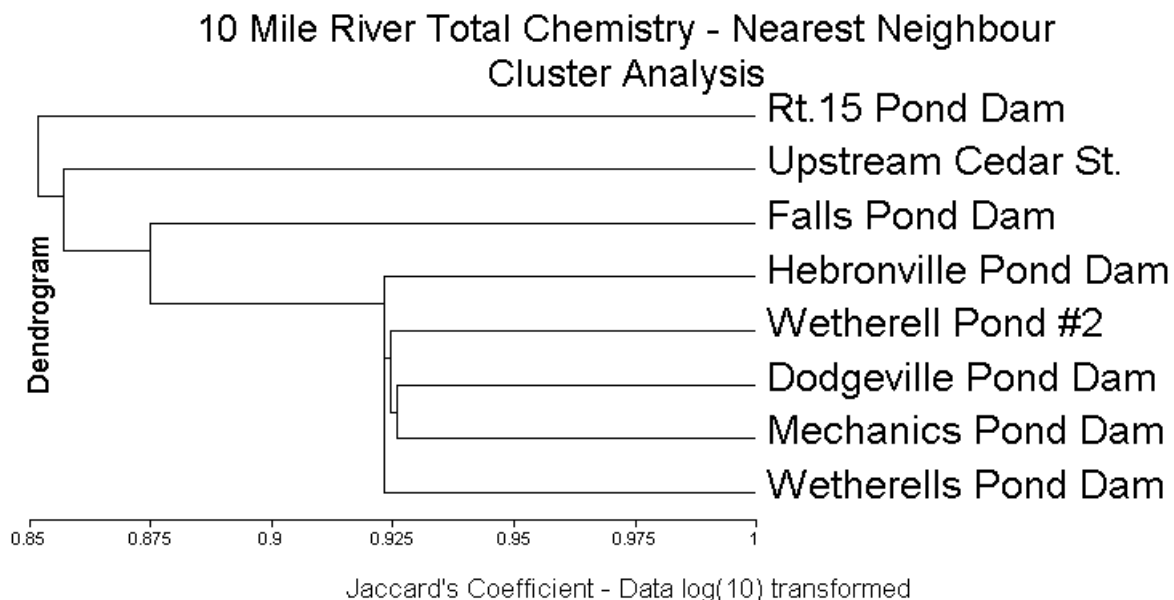 10 Mile River Total Chemistry - Nearest Neighbour
Cluster Analysis
Rt.15 Pond Dam
Upstream Cedar St.
Falls Pond Dam
Hebronville Pond Dam
Wetherell Pond #2
Dodgeville Pond Dam
Mechanics Pond Dam
Wetherells Pond Dam
Dendrogram
0.85 0.875 0.9 0.925 0.95 0.975 1
Jaccard's Coefficient - Data log(10) transformed